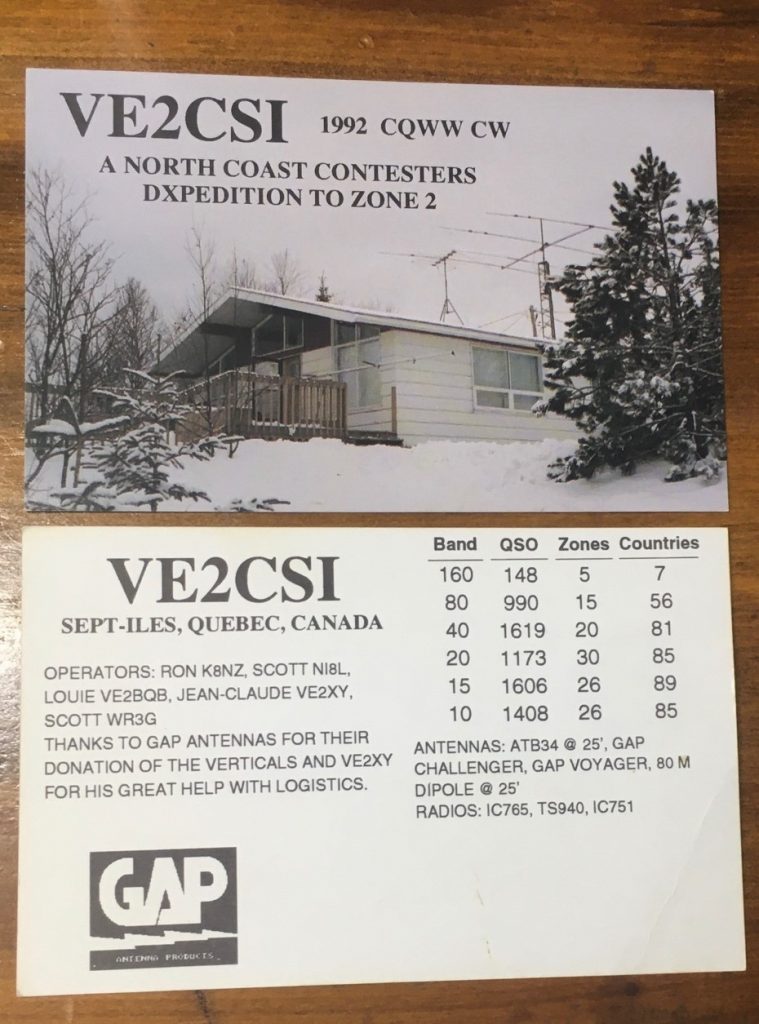 VE2CSI 1992 CQWW CW
A NORTH COAST CONTESTERS
DXPEDITION TO ZONE 2
VE2CSI
SEPT-ILES, QUEBEC, CANADA
OPERATORS: RON K8NZ, SCOTT NI8L,
LOUIE VE2BQB, JEAN-CLAUDE VE2XY,
SCOTT WR3G
THANKS TO GAP ANTENNAS FOR THEIR
DONATION OF THE VERTICALS AND VE2XY
FOR HIS GREAT HELP WITH LOGISTICS.
GAP
ANTENNA PRODUCTS
Band QSO Zones Countries
160 148 5 7
80 990 15 56
40 1619 20 81
20 1173 30 85
15 1606 26 89
10 1408 26 85
ANTENNAS: ATB34 @ 25', GAP
CHALLENGER, GAP VOYAGER, 80 M
DIPOLE @ 25'
RADIOS: IC765, TS940, IC751